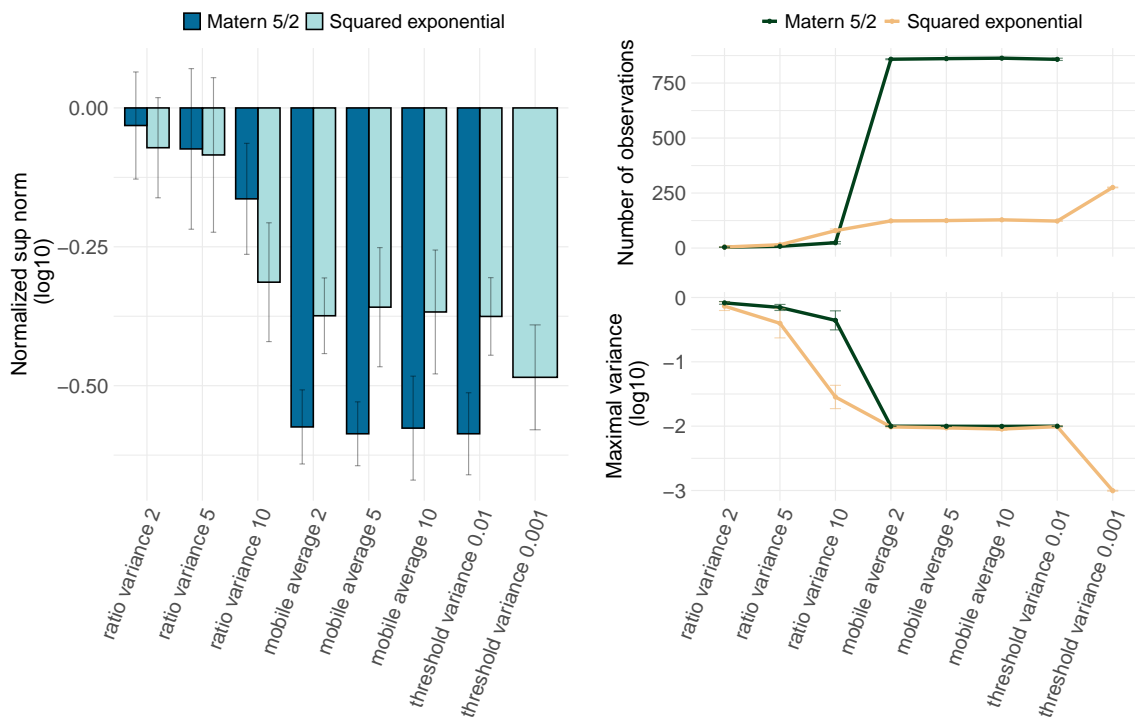 Matern 5/2 Squared exponential
Normalized sup norm
(log10)
0.00
−0.25
−0.50
ratio variance 2
ratio variance 5
ratio variance 10
mobile average 2
mobile average 5
mobile average 10
threshold variance 0.01
threshold variance 0.001
Matern 5/2 Squared exponential
Number of observations
750
500
250
0
Maximal variance
(log10)
0
−1
−2
−3
ratio variance 2
ratio variance 5
ratio variance 10
mobile average 2
mobile average 5
mobile average 10
threshold variance 0.01
threshold variance 0.001